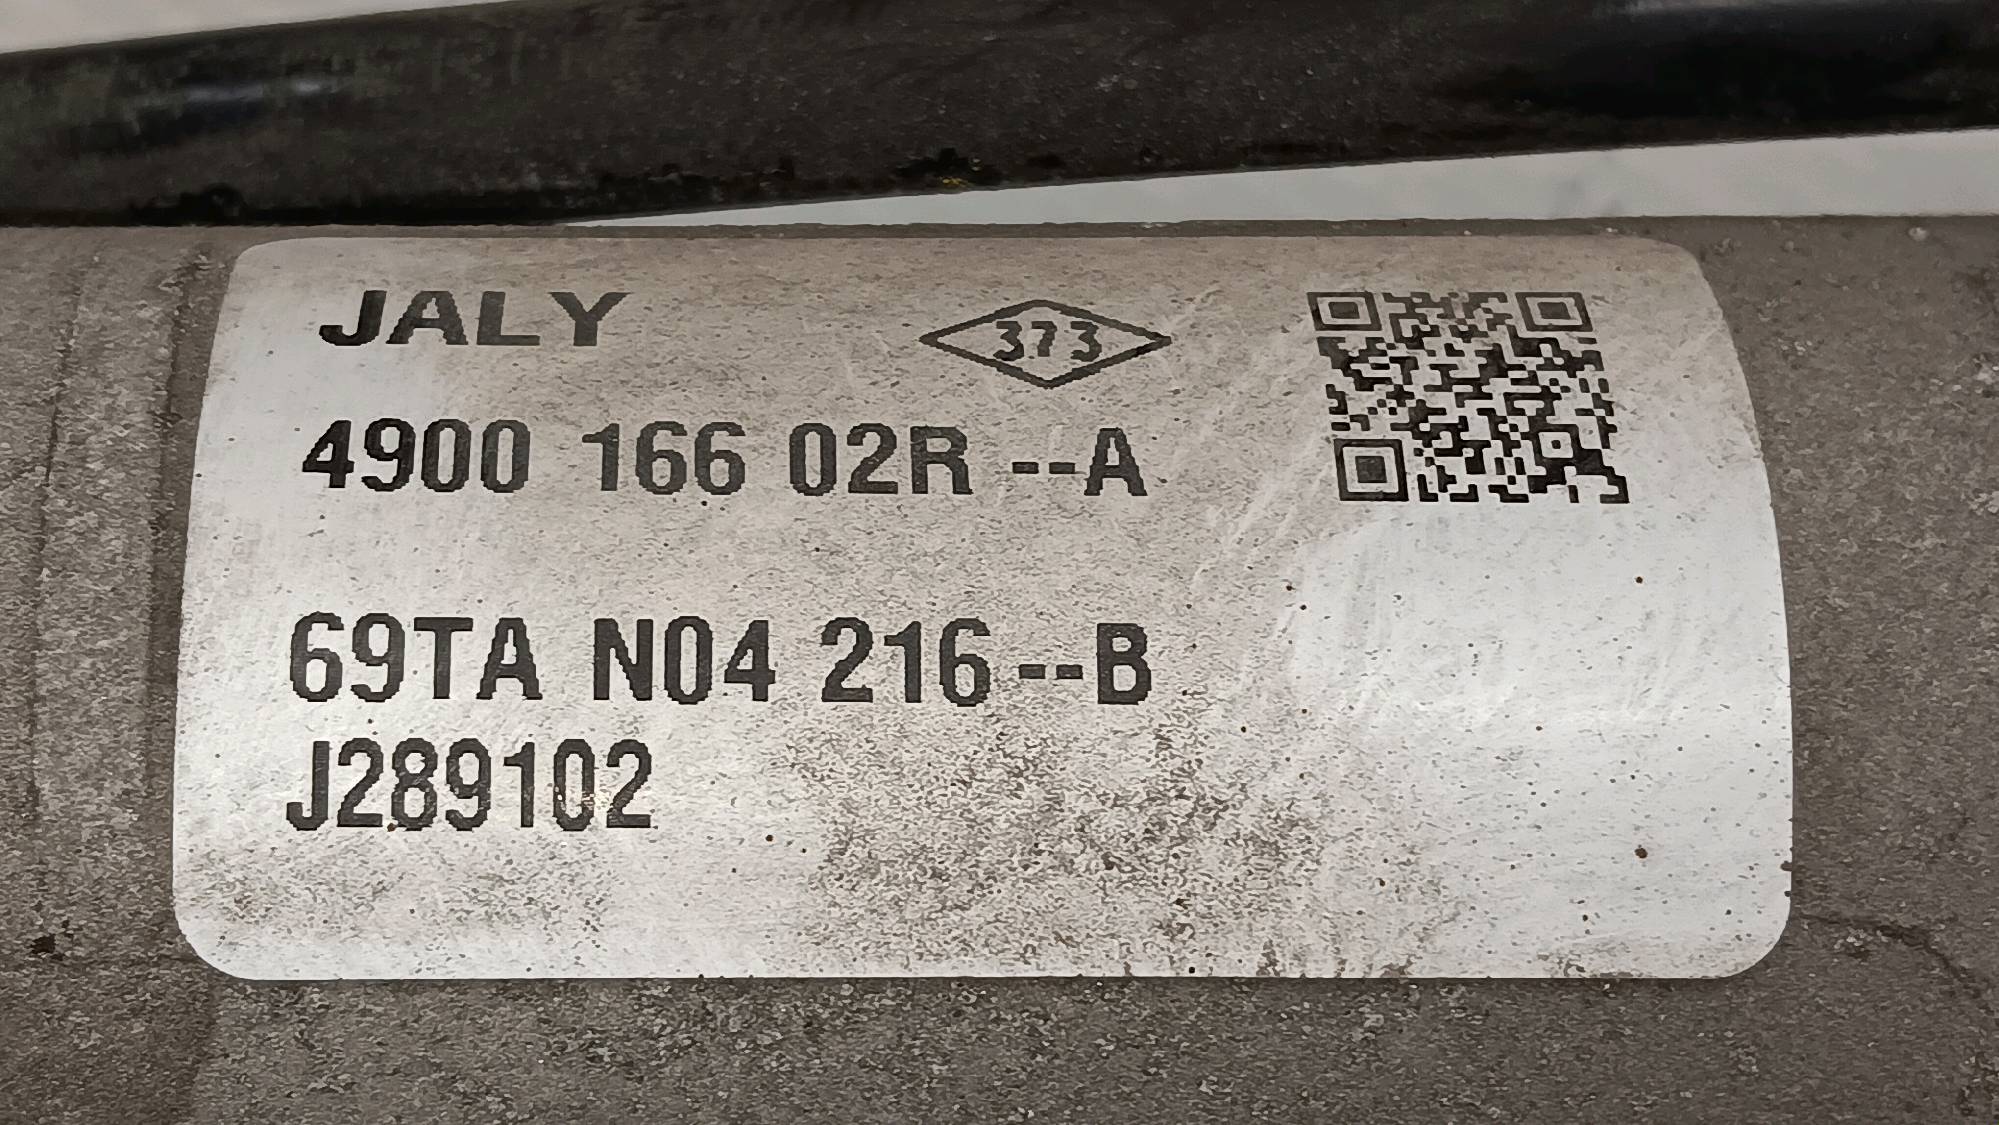 JALY
373
4900 166 02R --A
69TA N04 216--B
J289102